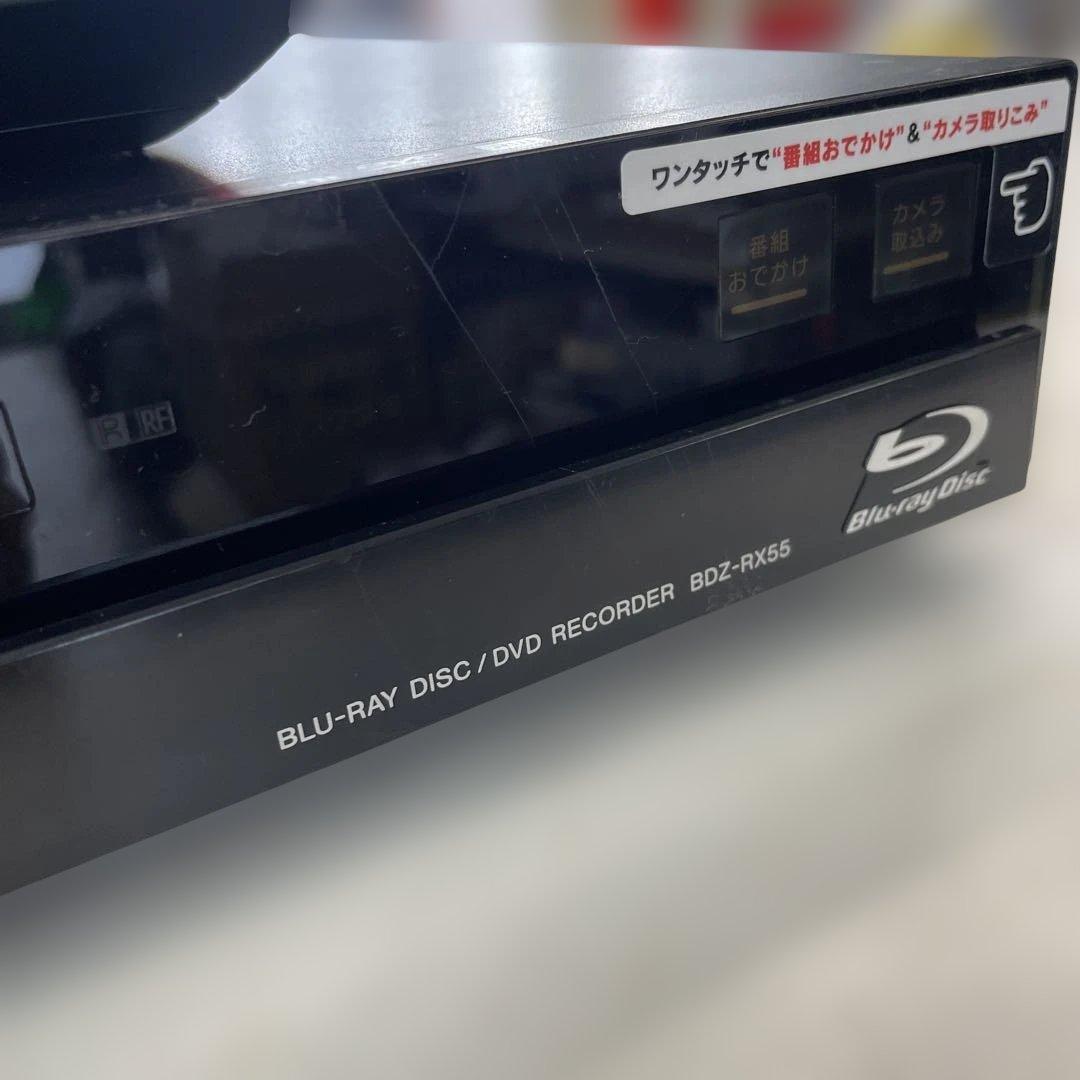 ワンタッチで“番組おでかけ”&“カメラ取りこみ”
番組
おでかけ
カメラ
取込み
Blu-ray Disc
BLU-RAY DISC / DVD RECORDER BDZ-RX55